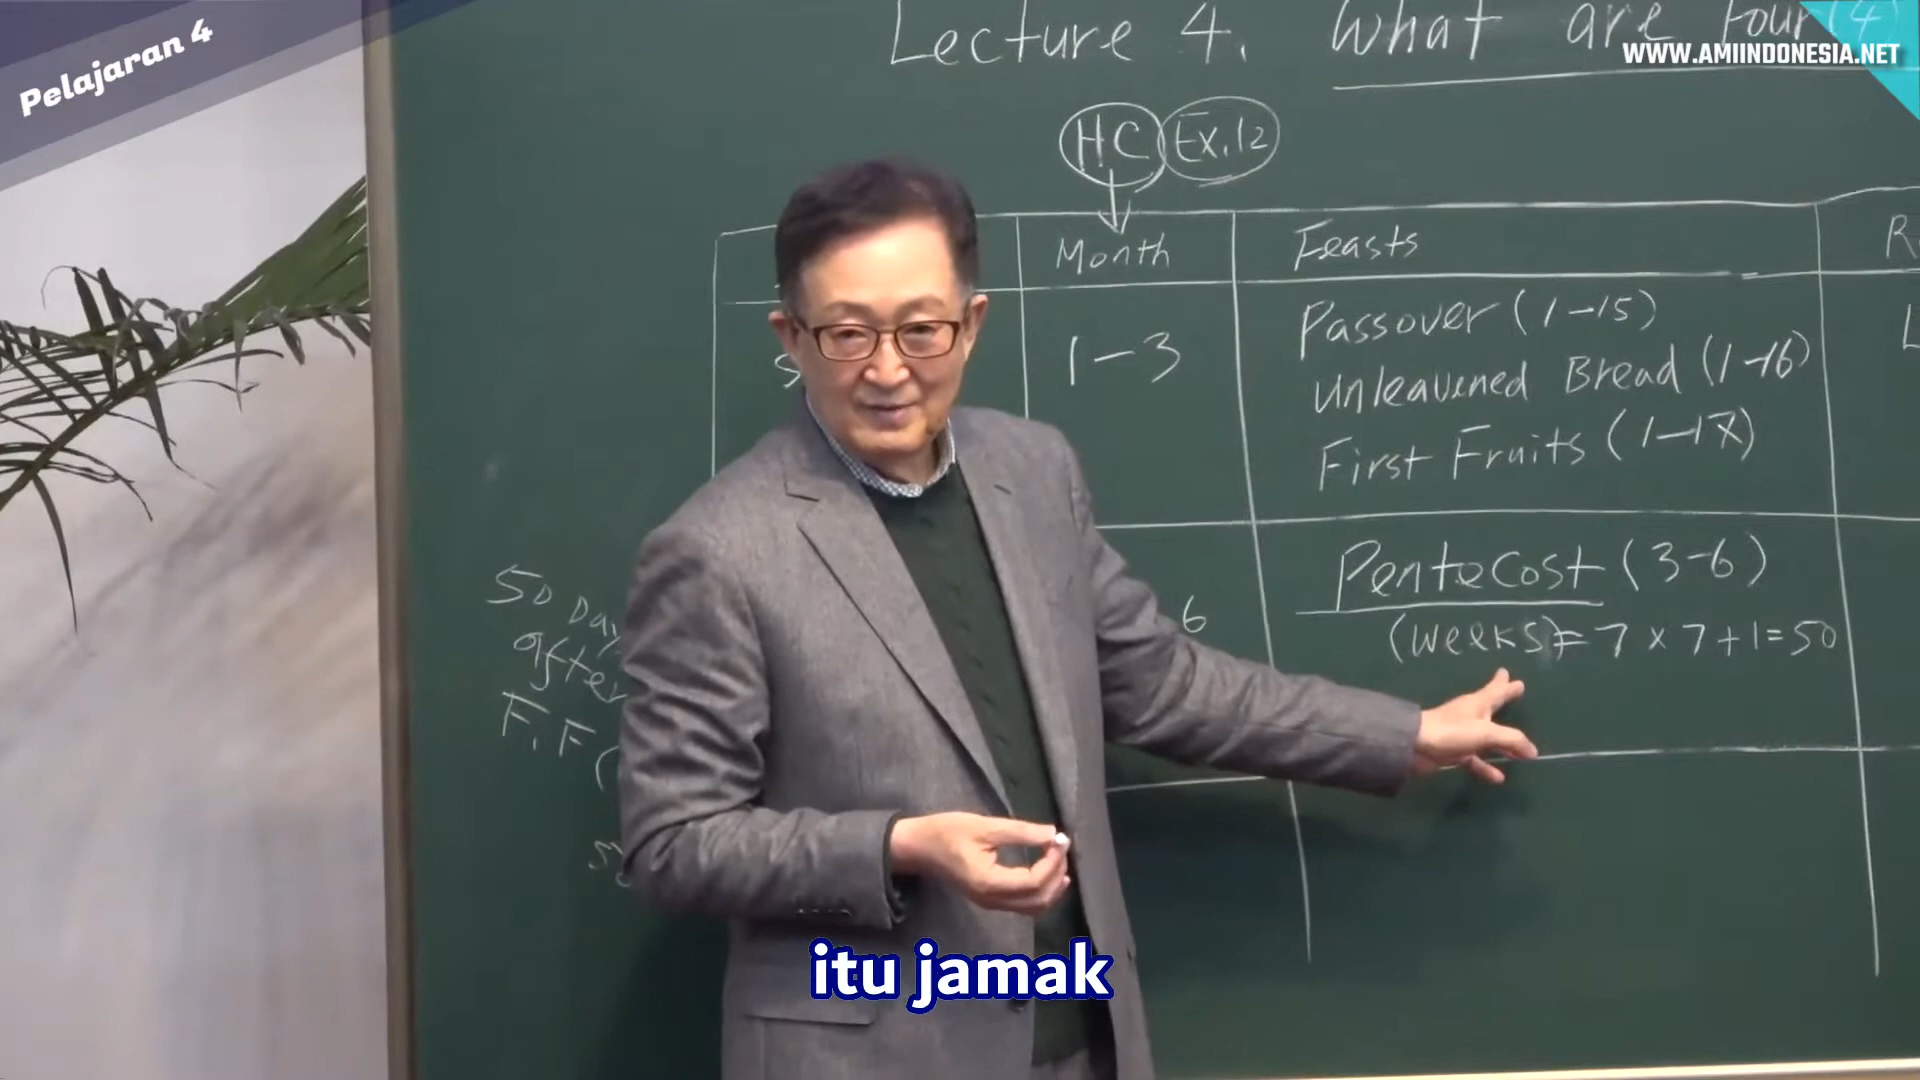 Pelajaran 4
Lecture 4. What are four (4)
WWW.AMIINDONESIA.NET
HC Ex.12
Month Feasts
1-3
Passover (1-15)
Unleavened Bread (1-16)
First Fruits (1-17)
50 Day
after
F.F
6
Pentecost (3-6)
(weeks) = 7 x 7 + 1 = 50
itu jamak